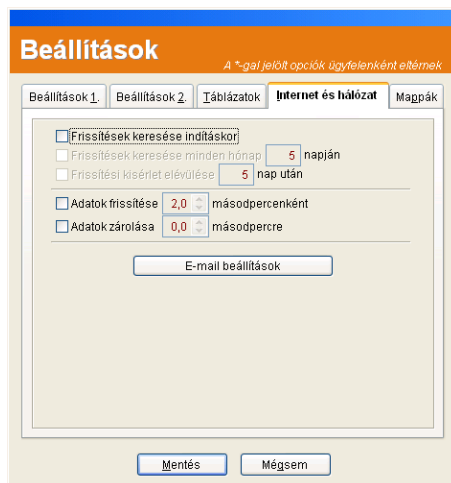 Beállítások
A *-gal jelölt opciók ügyfelenként eltérnek
Beállítások 1. Beállítások 2. Táblázatok Internet és hálózat Mappák
Frissítések keresése indításkor
Frissítések keresése minden hónap 5 napján
Frissítési kisérlet elévülése 5 nap után
Adatok frissítése 2,0 másodpercenként
Adatok zárolása 0,0 másodpercre
E-mail beállítások
Mentés Mégsem